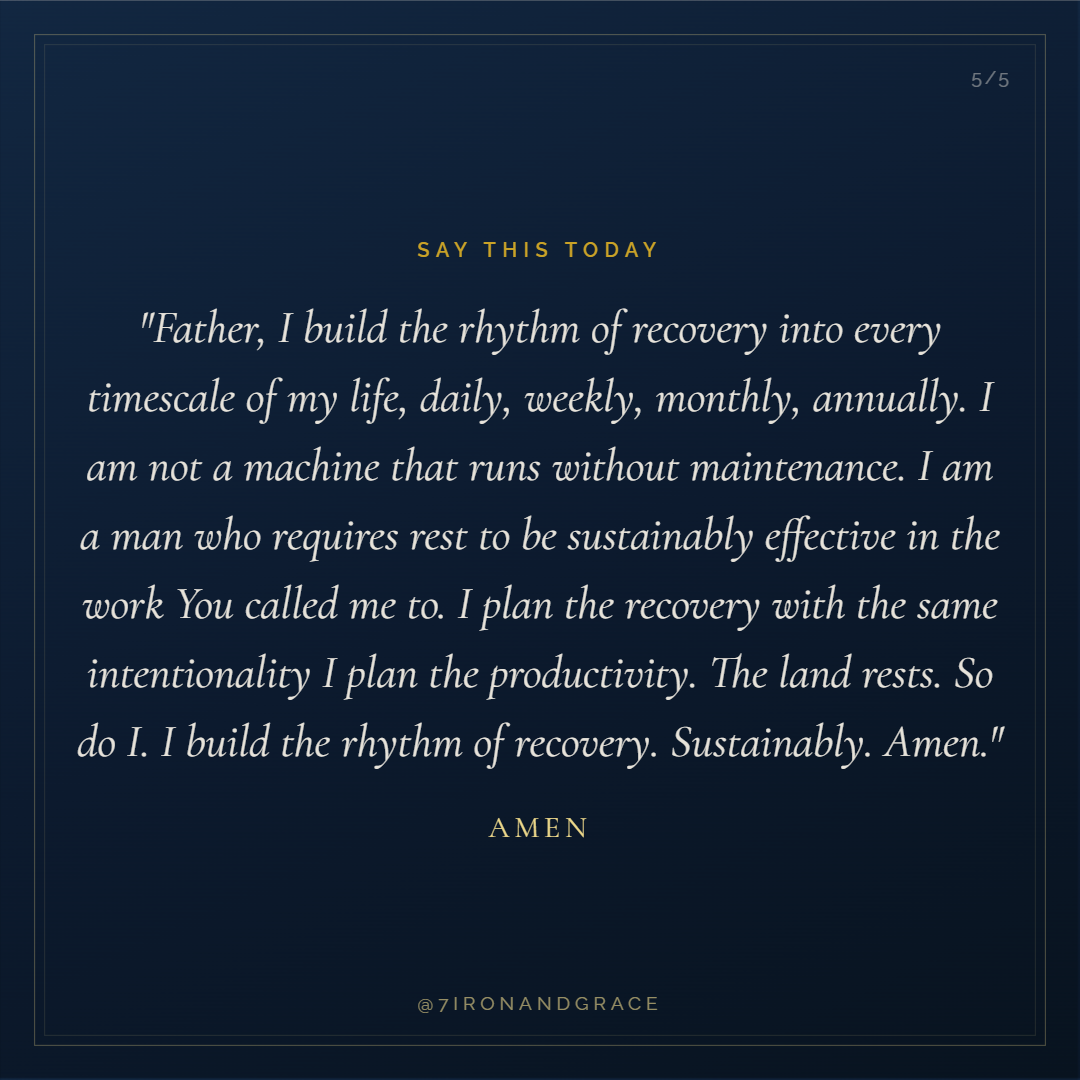 5/5
SAY THIS TODAY
"Father, I build the rhythm of recovery into every
timescale of my life, daily, weekly, monthly, annually. I
am not a machine that runs without maintenance. I am
a man who requires rest to be sustainably effective in the
work You called me to. I plan the recovery with the same
intentionality I plan the productivity. The land rests. So
do I. I build the rhythm of recovery. Sustainably. Amen."
AMEN
@7IRONANDGRACE